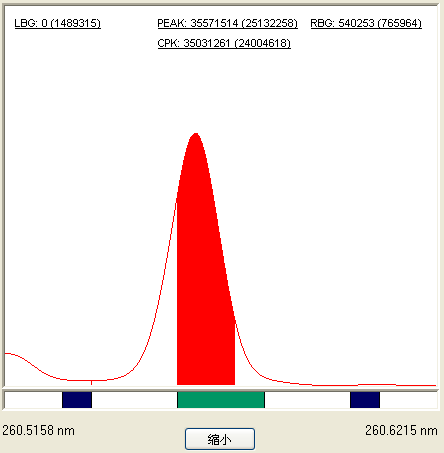 LBG: 0 (1489315) PEAK: 35571514 (25132258) RBG: 540253 (765964)
CPK: 35031261 (24004618)
260.5158 nm 260.6215 nm
缩小